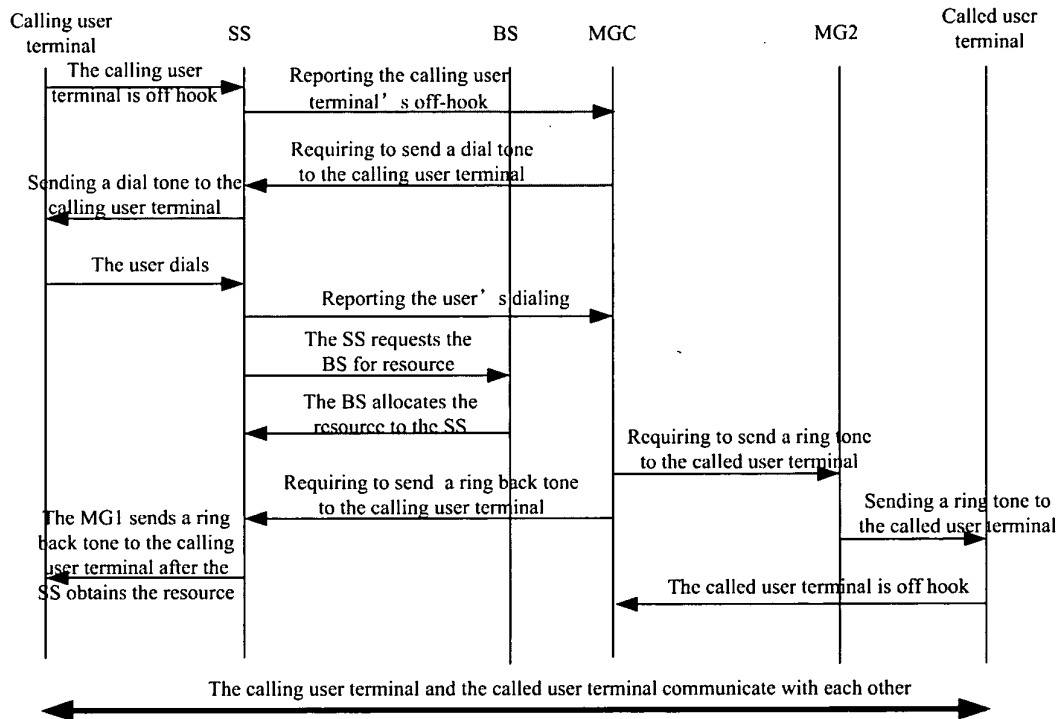 Calling user
terminal
SS
BS
MGC
MG2
Called user
terminal
The calling user
terminal is off hook
Reporting the calling user
terminal's off-hook
Requiring to send a dial tone
to the calling user terminal
Sending a dial tone to the
calling user terminal
The user dials
Reporting the user's dialing
The SS requests the
BS for resource
The BS allocates the
resource to the SS
Requiring to send a ring tone
to the called user terminal
Requiring to send a ring back tone
to the calling user terminal
Sending a ring tone to
the called user terminal
The MG1 sends a ring
back tone to the calling
user terminal after the
SS obtains the resource
The called user terminal is off hook
The calling user terminal and the called user terminal communicate with each other